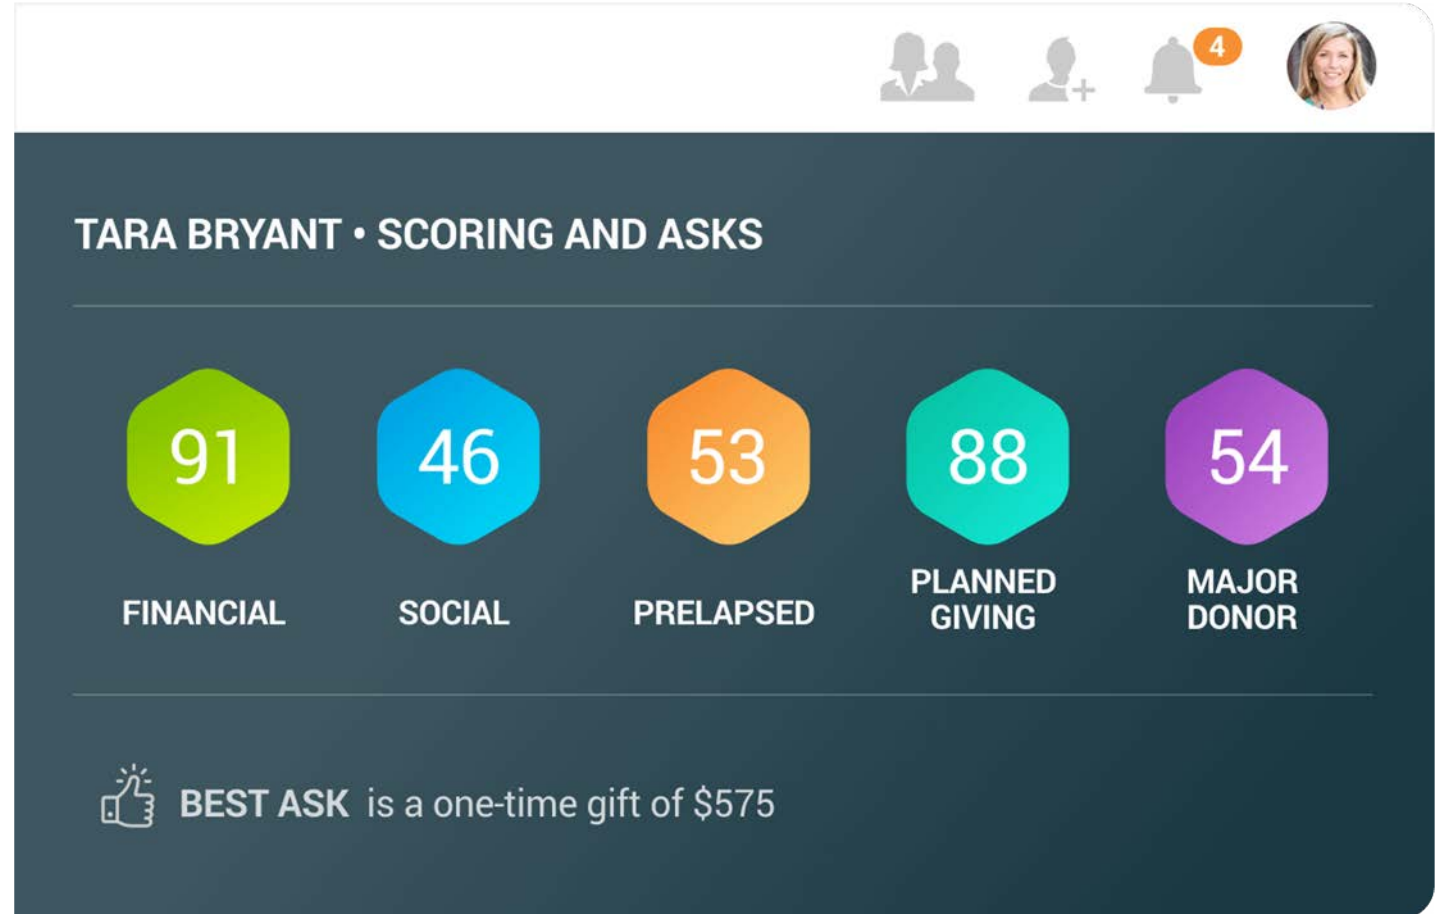 4
TARA BRYANT • SCORING AND ASKS
91 46 53 88 54
FINANCIAL SOCIAL PRELAPSED PLANNED GIVING MAJOR DONOR
BEST ASK is a one-time gift of $575